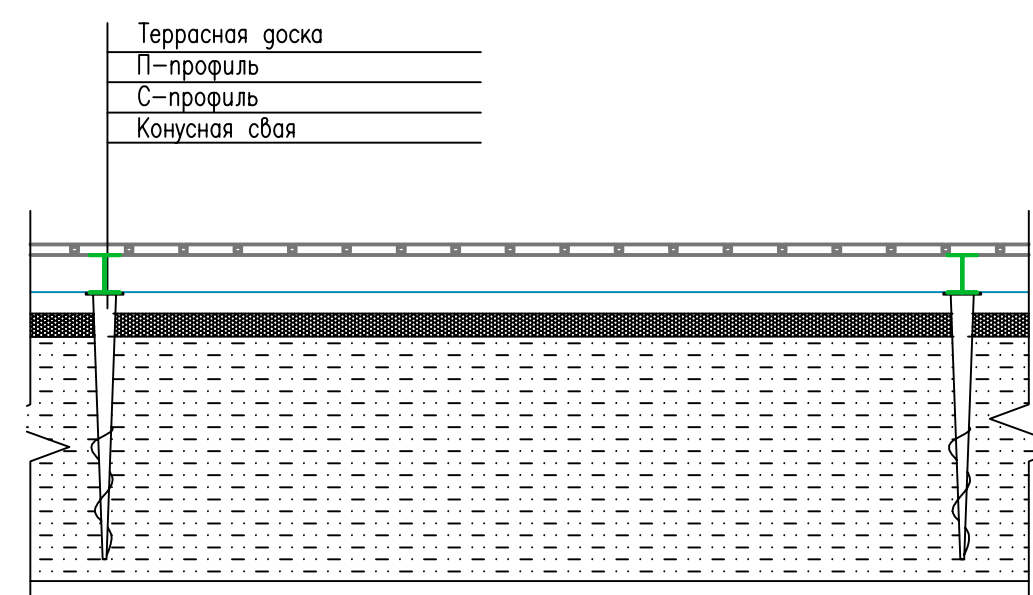 Террасная доска
П-профиль
С-профиль
Конусная свая